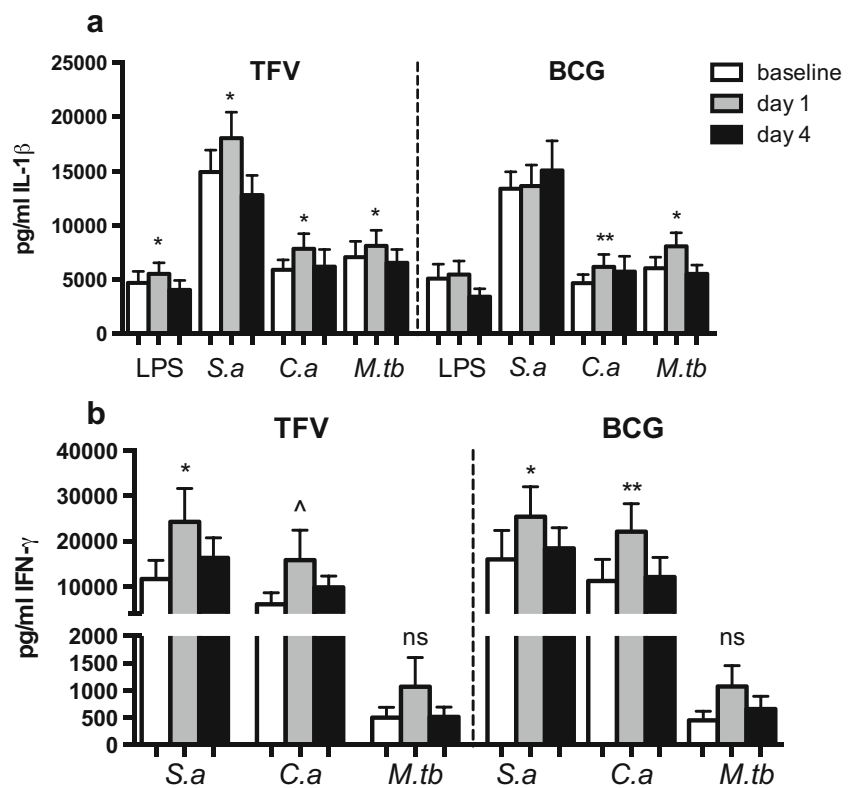 a
TFV BCG
baseline
day 1
day 4
pg/ml IL-1β
25000
20000
15000
10000
5000
0
* * * * ** *
LPS S.a C.a M.tb LPS S.a C.a M.tb
b
TFV BCG
pg/ml IFN-γ
40000
30000
20000
10000
2000
1500
1000
500
0
* ^ ns * ** ns
S.a C.a M.tb S.a C.a M.tb